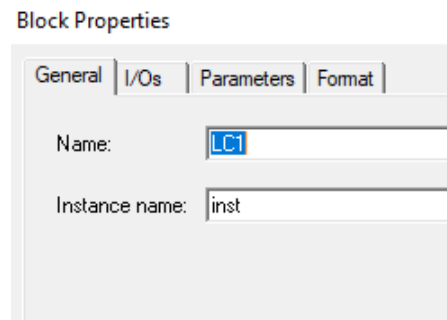 Block Properties
General I/Os Parameters Format
Name: LC1
Instance name: inst